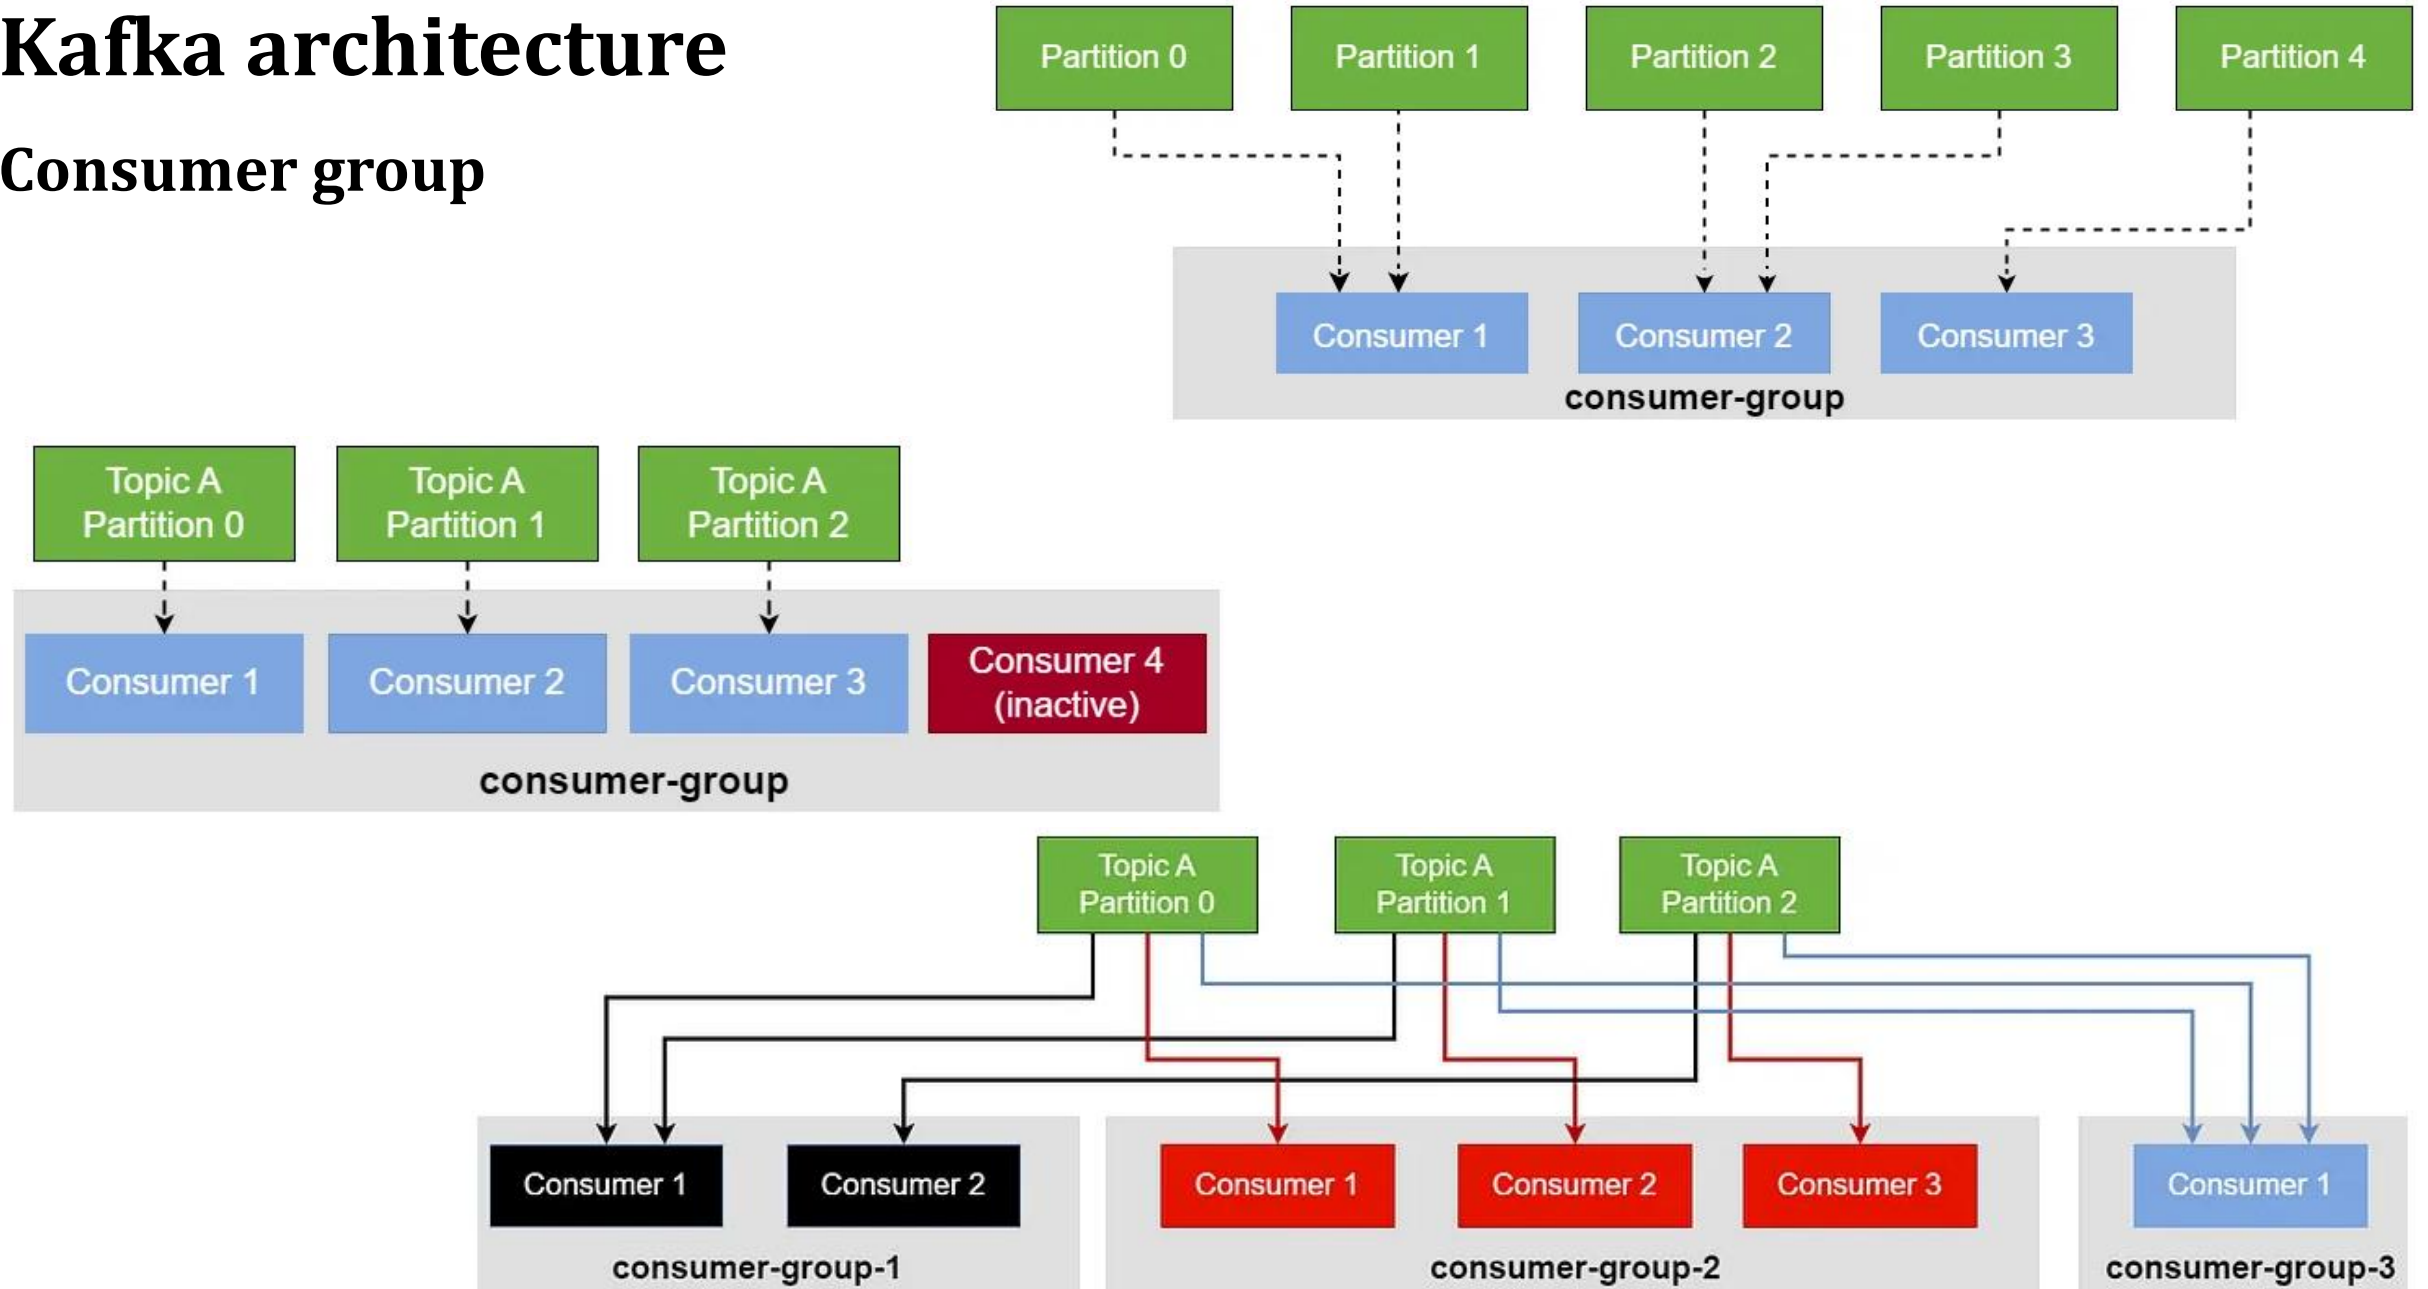 Kafka architecture
Consumer group
Partition 0
Partition 1
Partition 2
Partition 3
Partition 4
Consumer 1
Consumer 2
Consumer 3
consumer-group
Topic A
Partition 0
Topic A
Partition 1
Topic A
Partition 2
Consumer 1
Consumer 2
Consumer 3
Consumer 4
(inactive)
consumer-group
Topic A
Partition 0
Topic A
Partition 1
Topic A
Partition 2
Consumer 1
Consumer 2
consumer-group-1
Consumer 1
Consumer 2
Consumer 3
consumer-group-2
Consumer 1
consumer-group-3